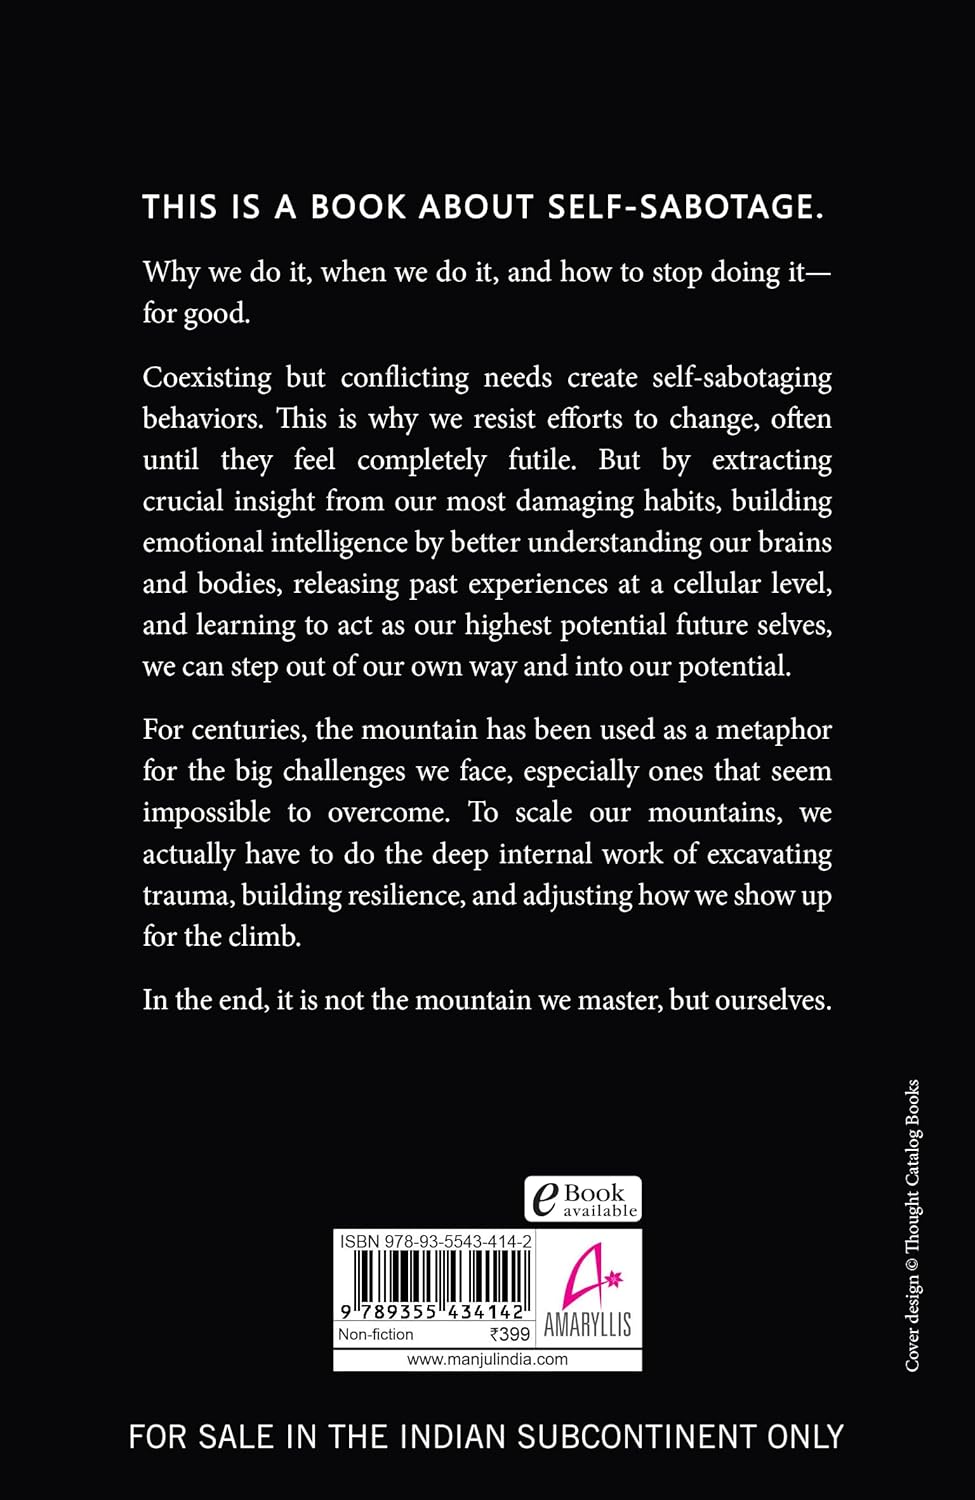 THIS IS A BOOK ABOUT SELF-SABOTAGE.
Why we do it, when we do it, and how to stop doing it—
for good.
Coexisting but conflicting needs create self-sabotaging
behaviors. This is why we resist efforts to change, often
until they feel completely futile. But by extracting
crucial insight from our most damaging habits, building
emotional intelligence by better understanding our brains
and bodies, releasing past experiences at a cellular level,
and learning to act as our highest potential future selves,
we can step out of our own way and into our potential.
For centuries, the mountain has been used as a metaphor
for the big challenges we face, especially ones that seem
impossible to overcome. To scale our mountains, we
actually have to do the deep internal work of excavating
trauma, building resilience, and adjusting how we show up
for the climb.
In the end, it is not the mountain we master, but ourselves.
Cover design © Thought Catalog Books
eBook
available
ISBN 978-93-5543-414-2
9 789355 434142
AMARYLLIS
Non-fiction ₹399
www.manjulindia.com
FOR SALE IN THE INDIAN SUBCONTINENT ONLY